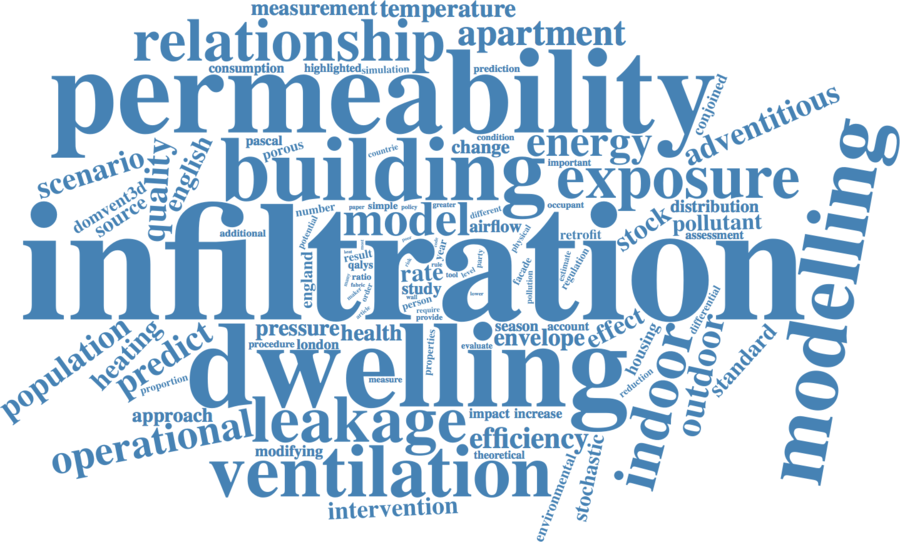 measurement temperature
relationship apartment
consumption highlighted simulation prediction
permeability
conjoined
adventitious
pascal porous countrie condition change energy important
building exposure
scenario quality english
domvent3d source
number paper simple policy greater different occupant
potential additional model airflow physical retrofit stock distribution pollutant assessment
modelling
infiltration
england result qalys ratio fabric order article
year rate rule tool level party study wall person require provide lower
facade pollution estimate regulation
population heating predict proportion
pressure health season account effect
procedure london properties evaluate envelope housing differential
dwelling
measure reduction indoor outdoor standard
approach leakage impact increase
operational efficiency
modifying theoretical
ventilation
environmental stochastic
intervention